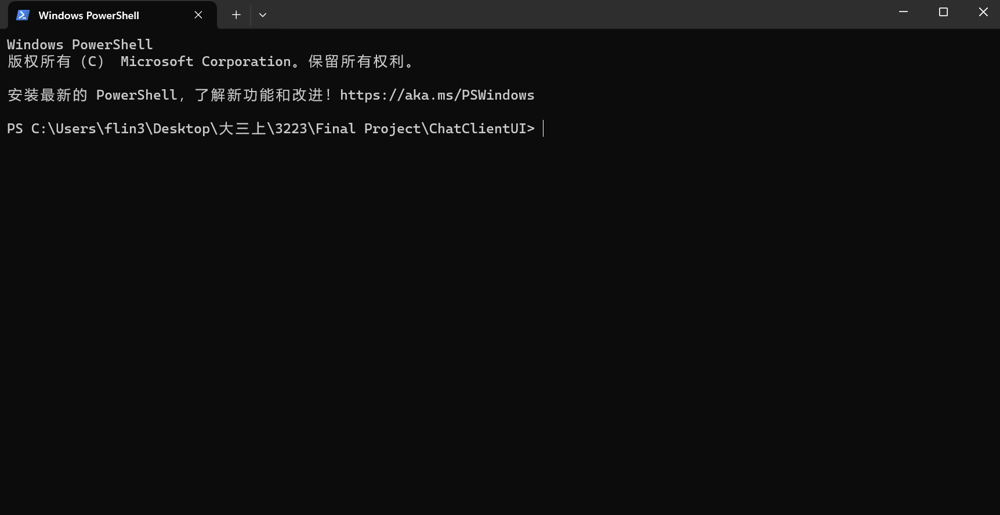 Windows PowerShell
Windows PowerShell
版权所有（C） Microsoft Corporation。保留所有权利。
安装最新的 PowerShell，了解新功能和改进！https://aka.ms/PSWindows
PS C:\Users\flin3\Desktop\大三上\3223\Final Project\ChatClientUI>